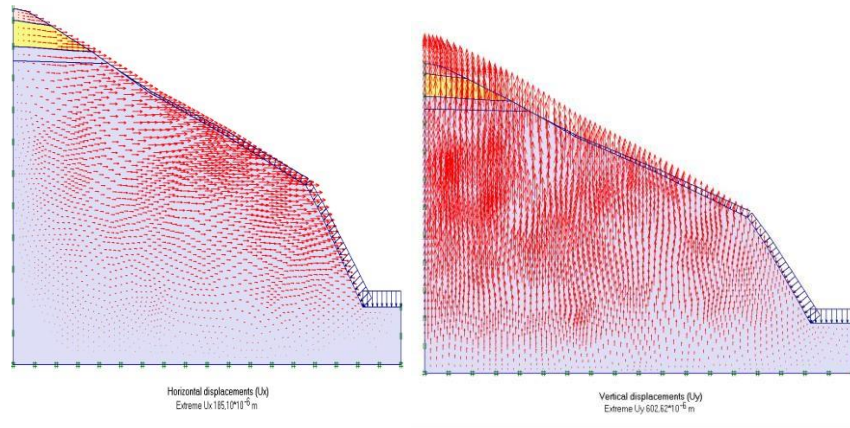 Horizontal displacements (Ux)
Extreme Ux 185,10*10⁻⁶ m
Vertical displacements (Uy)
Extreme Uy 602,62*10⁻⁶ m